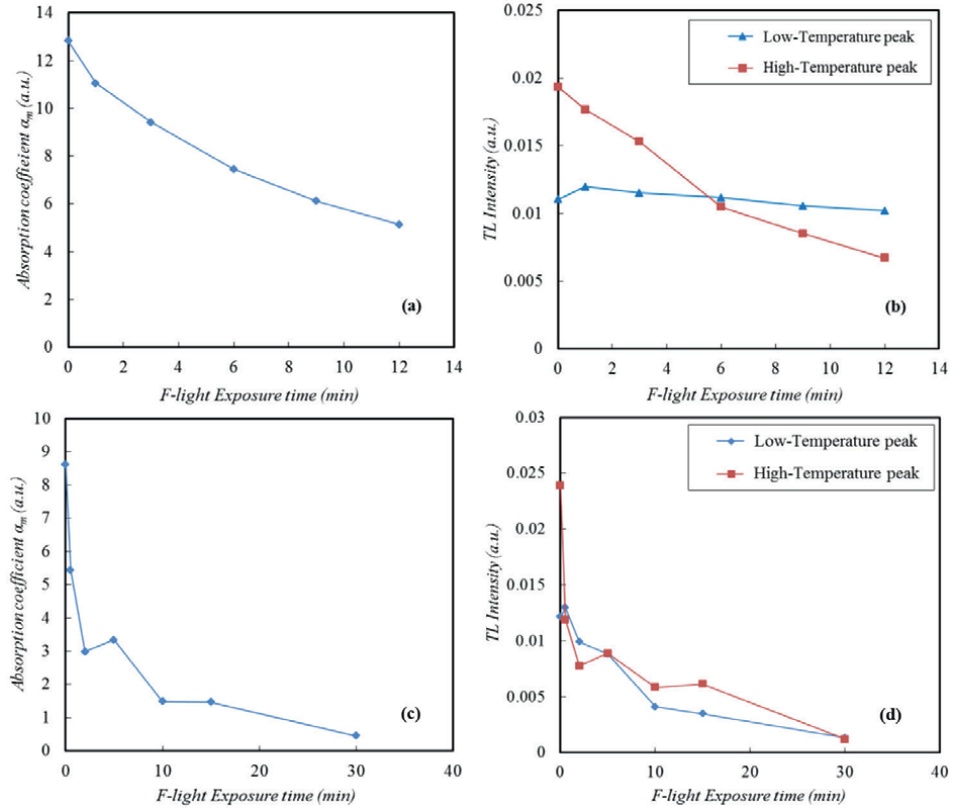 Absorption coeffieient α_m (a.u.)
14
12
10
8
6
4
2
0
0 2 4 6 8 10 12 14
F-light Exposure time (min)
(a)
TL Intensity (a.u.)
0.025
0.02
0.015
0.01
0.005
0
0 2 4 6 8 10 12 14
F-light Exposure time (min)
Low-Temperature peak
High-Temperature peak
(b)
Absorption coefficient α_m (a.u.)
10
9
8
7
6
5
4
3
2
1
0
0 10 20 30 40
F-light Exposure time (min)
(c)
TL Intensity (a.u.)
0.03
0.025
0.02
0.015
0.01
0.005
0
0 10 20 30 40
F-light Exposure time (min)
Low-Temperature peak
High-Temperature peak
(d)